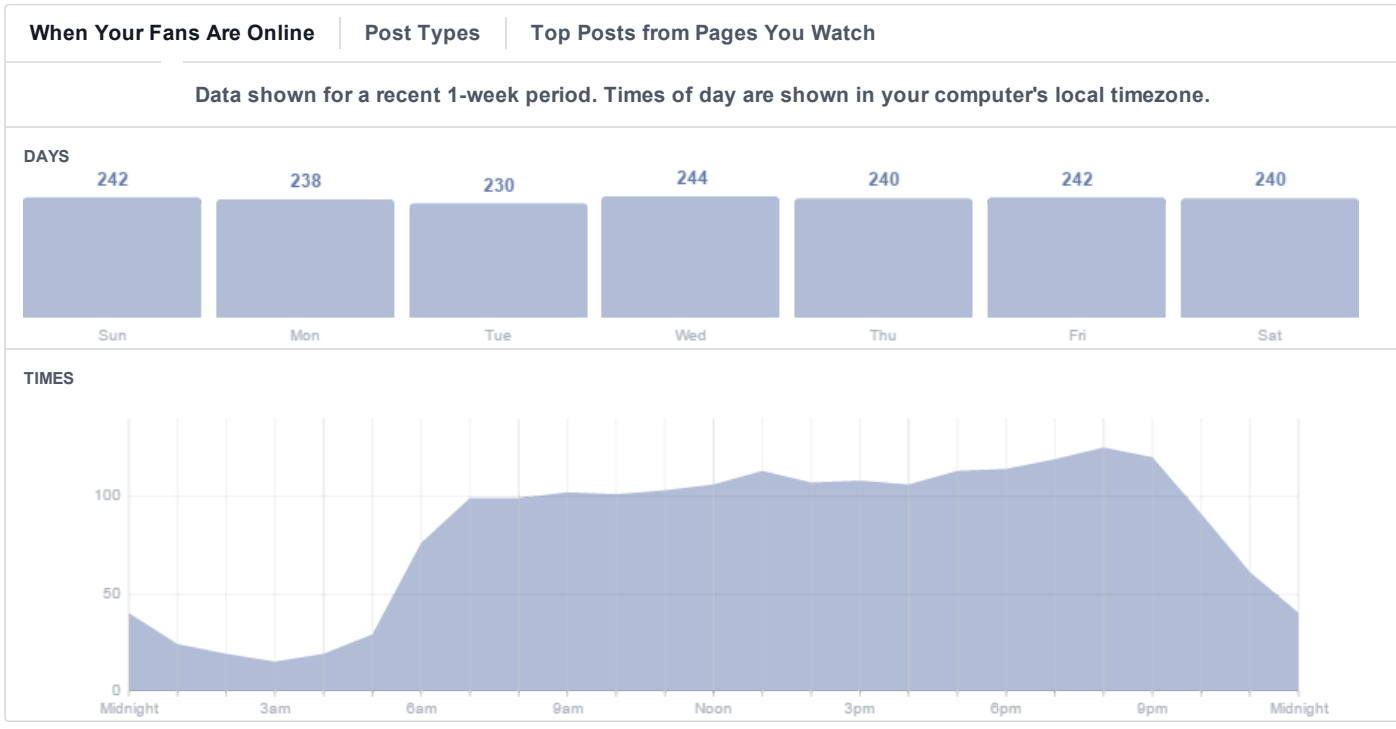 When Your Fans Are Online Post Types Top Posts from Pages You Watch
Data shown for a recent 1-week period. Times of day are shown in your computer's local timezone.
DAYS
242 238 230 244 240 242 240
Sun Mon Tue Wed Thu Fri Sat
TIMES
100
50
0
Midnight 3am 6am 9am Noon 3pm 6pm 9pm Midnight